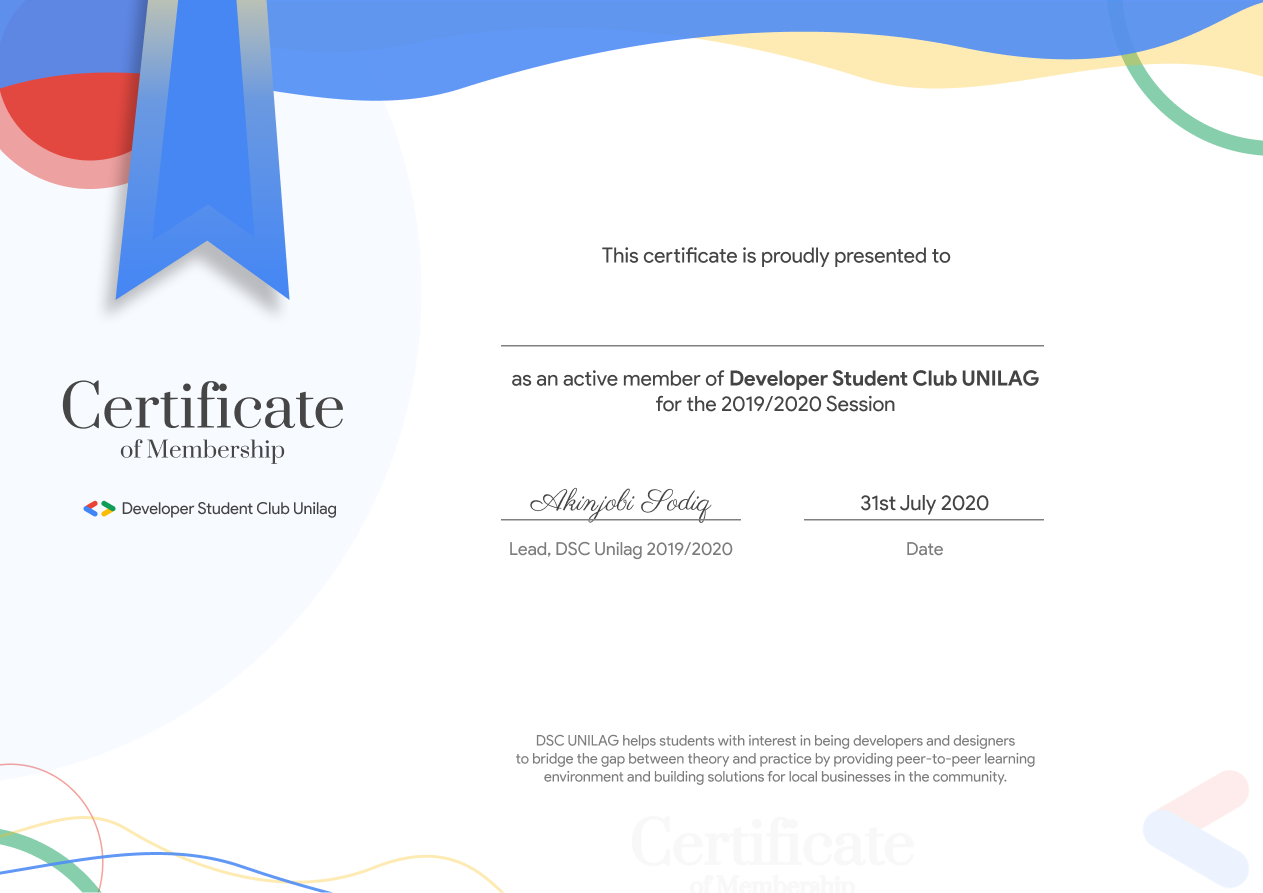 This certificate is proudly presented to
as an active member of Developer Student Club UNILAG
for the 2019/2020 Session
Certificate
of Membership
Developer Student Club Unilag
Akinjobi Sodiq
31st July 2020
Lead, DSC Unilag 2019/2020
Date
DSC UNILAG helps students with interest in being developers and designers
to bridge the gap between theory and practice by providing peer-to-peer learning
environment and building solutions for local businesses in the community.
Certificate
of Membership